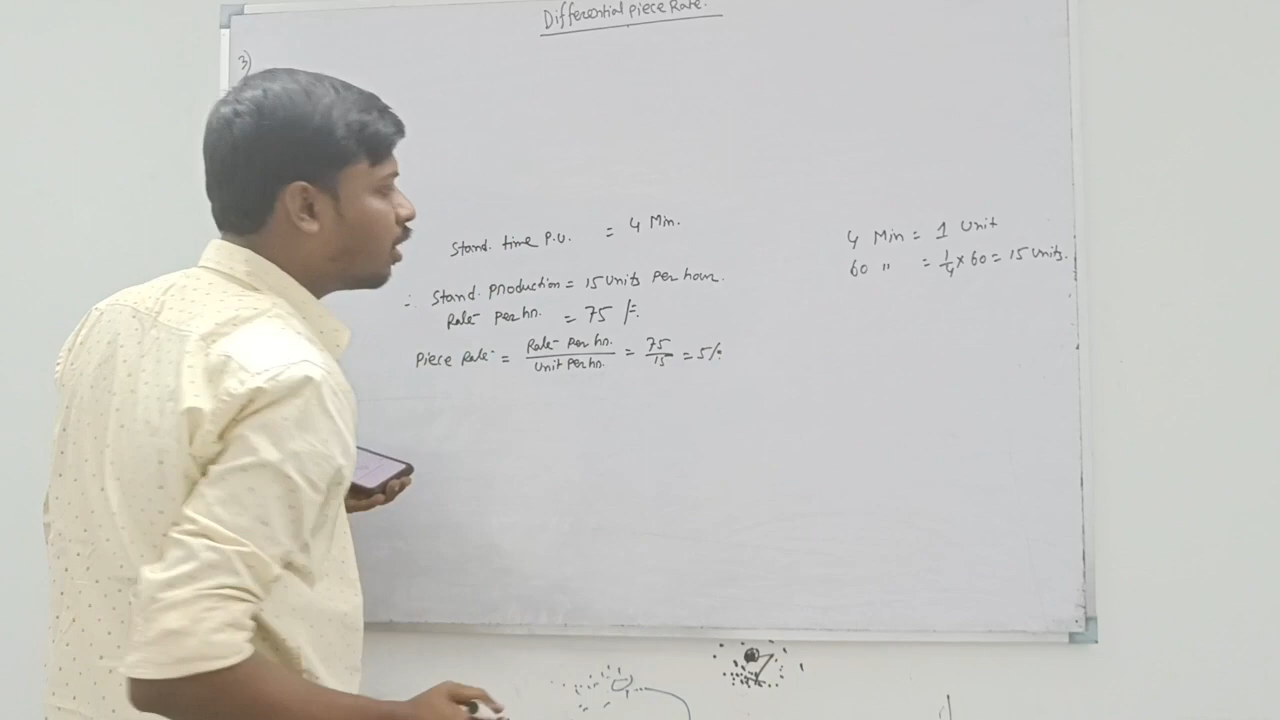 Differential Piece Rate.
3)
Stand. time P.U. = 4 Min.
∴ Stand. production = 15 Units Per hour.
Rate Per hr. = 75 /-.
Piece Rate = Rate Per hr. / Unit Per hr. = 75 / 15 = 5/-
4 Min = 1 Unit
60 " = 1/4 × 60 = 15 Units.